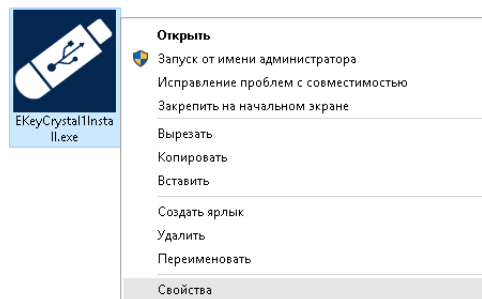 EKeyCrystal1Insta
ll.exe
Открыть
Запуск от имени администратора
Исправление проблем с совместимостью
Закрепить на начальном экране
Вырезать
Копировать
Вставить
Создать ярлык
Удалить
Переименовать
Свойства